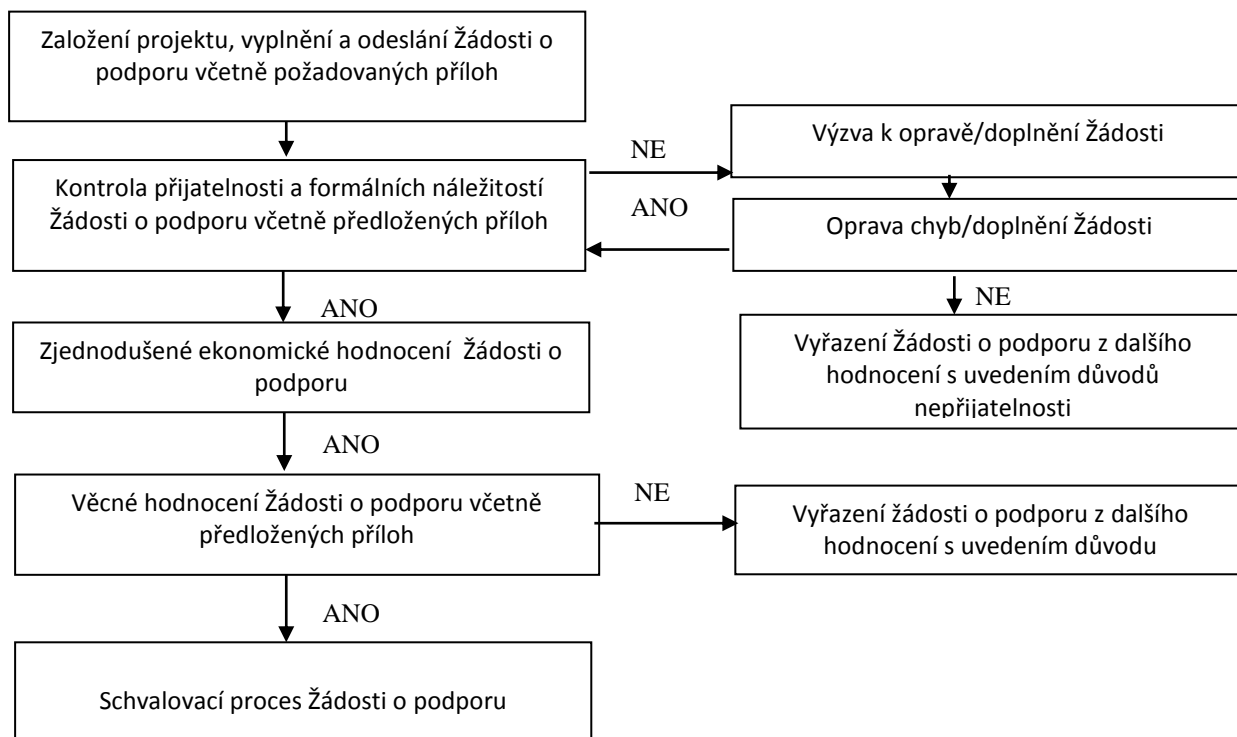 Založení projektu, vyplnění a odeslání Žádosti o
podporu včetně požadovaných příloh
NE
Výzva k opravě/doplnění Žádosti
Kontrola přijatelnosti a formálních náležitostí
Žádosti o podporu včetně předložených příloh
ANO
Oprava chyb/doplnění Žádosti
ANO
NE
Zjednodušené ekonomické hodnocení  Žádosti o
podporu
Vyřazení Žádosti o podporu z dalšího
hodnocení s uvedením důvodů
nepřijatelnosti
ANO
Věcné hodnocení Žádosti o podporu včetně
předložených příloh
NE
Vyřazení žádosti o podporu z dalšího
hodnocení s uvedením důvodu
ANO
Schvalovací proces Žádosti o podporu